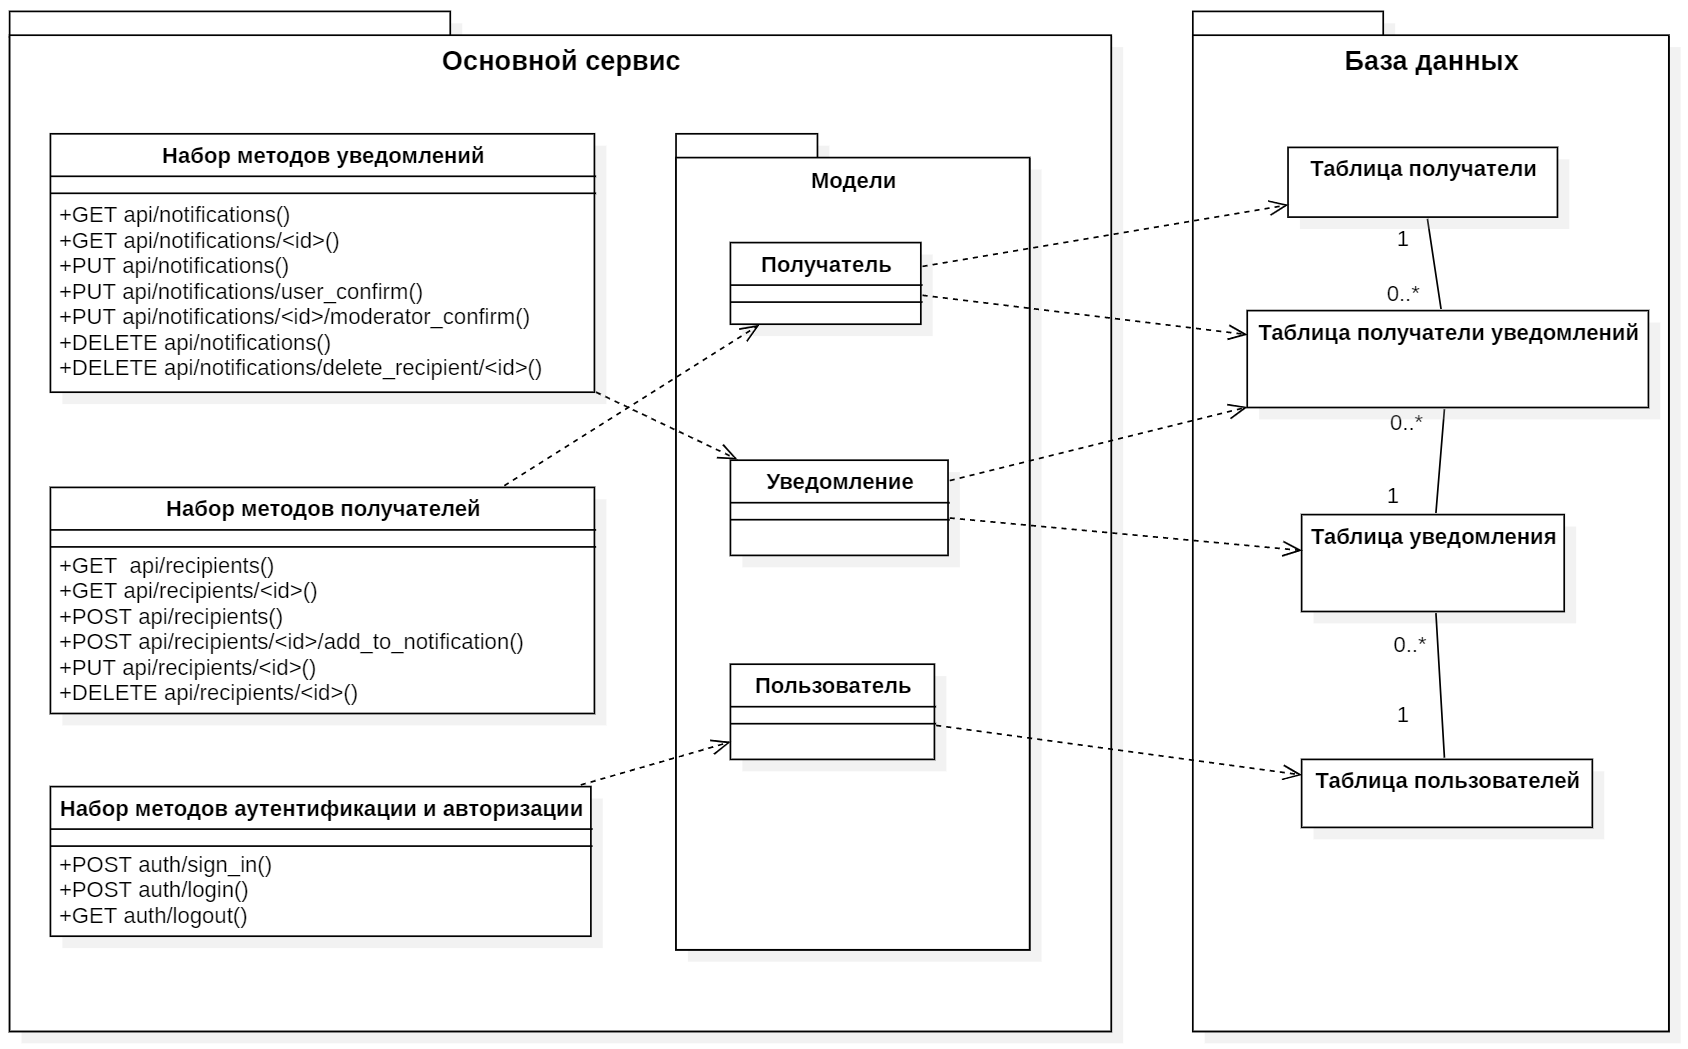 Основной сервис
Набор методов уведомлений
+GET api/notifications()
+GET api/notifications/<id>()
+PUT api/notifications()
+PUT api/notifications/user_confirm()
+PUT api/notifications/<id>/moderator_confirm()
+DELETE api/notifications()
+DELETE api/notifications/delete_recipient/<id>()
Набор методов получателей
+GET  api/recipients()
+GET api/recipients/<id>()
+POST api/recipients()
+POST api/recipients/<id>/add_to_notification()
+PUT api/recipients/<id>()
+DELETE api/recipients/<id>()
Набор методов аутентификации и авторизации
+POST auth/sign_in()
+POST auth/login()
+GET auth/logout()
Модели
Получатель
Уведомление
Пользователь
База данных
Таблица получатели
1
0..*
Таблица получатели уведомлений
0..*
1
Таблица уведомления
0..*
1
Таблица пользователей